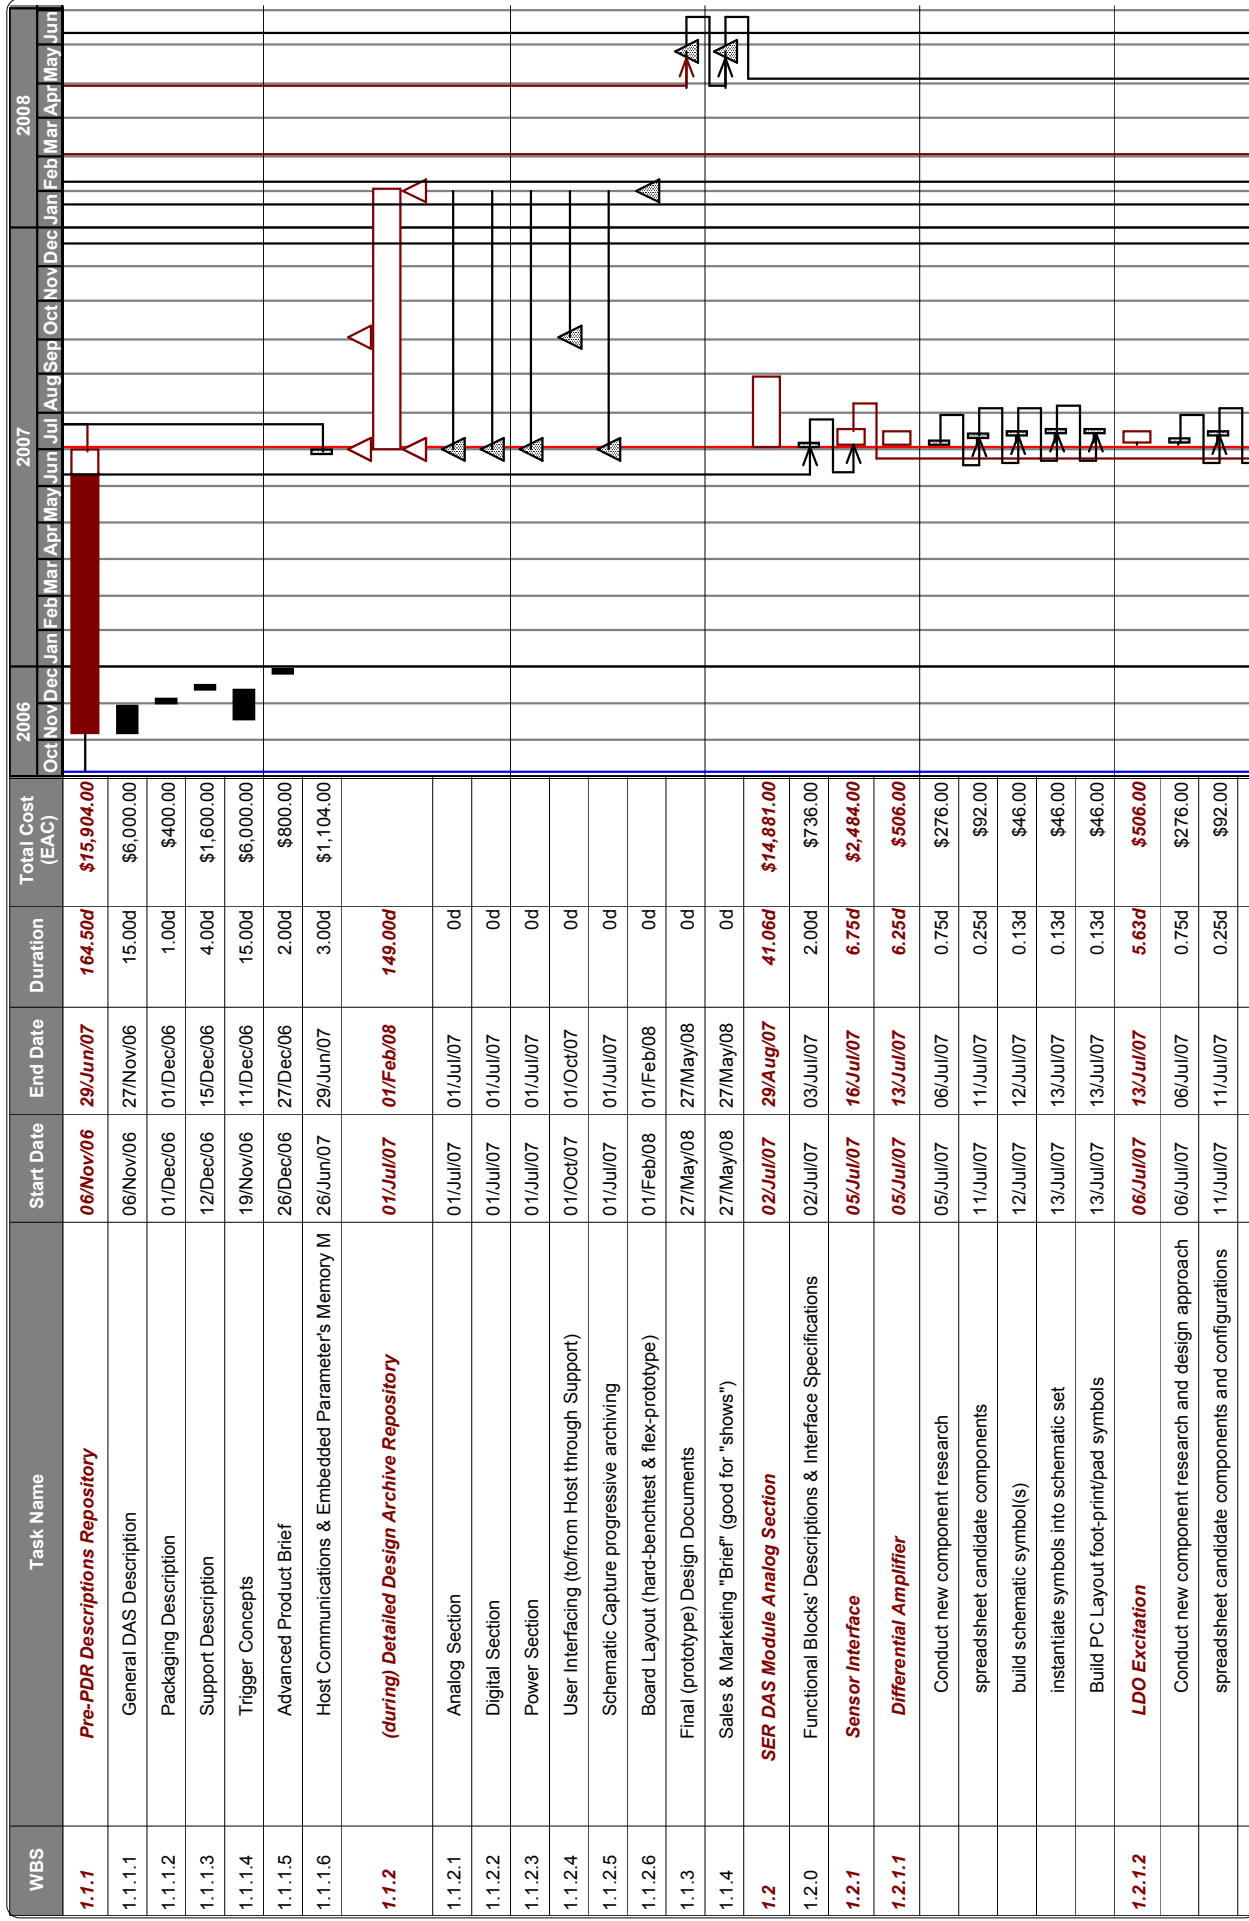 WBS Task Name Start Date End Date Duration Total Cost (EAC) 2006 2007 2008
Oct Nov Dec Jan Feb Mar Apr May Jun Jul Aug Sep Oct Nov Dec Jan Feb Mar Apr May Jun
1.1.1 Pre-PDR Descriptions Repository 06/Nov/06 29/Jun/07 164.50d $15,904.00
1.1.1.1 General DAS Description 06/Nov/06 27/Nov/06 15.00d $6,000.00
1.1.1.2 Packaging Description 01/Dec/06 01/Dec/06 1.00d $400.00
1.1.1.3 Support Description 12/Dec/06 15/Dec/06 4.00d $1,600.00
1.1.1.4 Trigger Concepts 19/Nov/06 11/Dec/06 15.00d $6,000.00
1.1.1.5 Advanced Product Brief 26/Dec/06 27/Dec/06 2.00d $800.00
1.1.1.6 Host Communications & Embedded Parameter's Memory M 26/Jun/07 29/Jun/07 3.00d $1,104.00
1.1.2 (during) Detailed Design Archive Repository 01/Jul/07 01/Feb/08 149.00d
1.1.2.1 Analog Section 01/Jul/07 01/Jul/07 0d
1.1.2.2 Digital Section 01/Jul/07 01/Jul/07 0d
1.1.2.3 Power Section 01/Jul/07 01/Jul/07 0d
1.1.2.4 User Interfacing (to/from Host through Support) 01/Oct/07 01/Oct/07 0d
1.1.2.5 Schematic Capture progressive archiving 01/Jul/07 01/Jul/07 0d
1.1.2.6 Board Layout (hard-benchtest & flex-prototype) 01/Feb/08 01/Feb/08 0d
1.1.3 Final (prototype) Design Documents 27/May/08 27/May/08 0d
1.1.4 Sales & Marketing "Brief" (good for "shows") 27/May/08 27/May/08 0d
1.2 SER DAS Module Analog Section 02/Jul/07 29/Aug/07 41.06d $14,881.00
1.2.0 Functional Blocks' Descriptions & Interface Specifications 02/Jul/07 03/Jul/07 2.00d $736.00
1.2.1 Sensor Interface 05/Jul/07 16/Jul/07 6.75d $2,484.00
1.2.1.1 Differential Amplifier 05/Jul/07 13/Jul/07 6.25d $506.00
Conduct new component research 05/Jul/07 06/Jul/07 0.75d $276.00
spreadsheet candidate components 11/Jul/07 11/Jul/07 0.25d $92.00
build schematic symbol(s) 12/Jul/07 12/Jul/07 0.13d $46.00
instantiate symbols into schematic set 13/Jul/07 13/Jul/07 0.13d $46.00
Build PC Layout foot-print/pad symbols 13/Jul/07 13/Jul/07 0.13d $46.00
1.2.1.2 LDO Excitation 06/Jul/07 13/Jul/07 5.63d $506.00
Conduct new component research and design approach 06/Jul/07 06/Jul/07 0.75d $276.00
spreadsheet components and configurations 11/Jul/07 11/Jul/07 0.25d $92.00